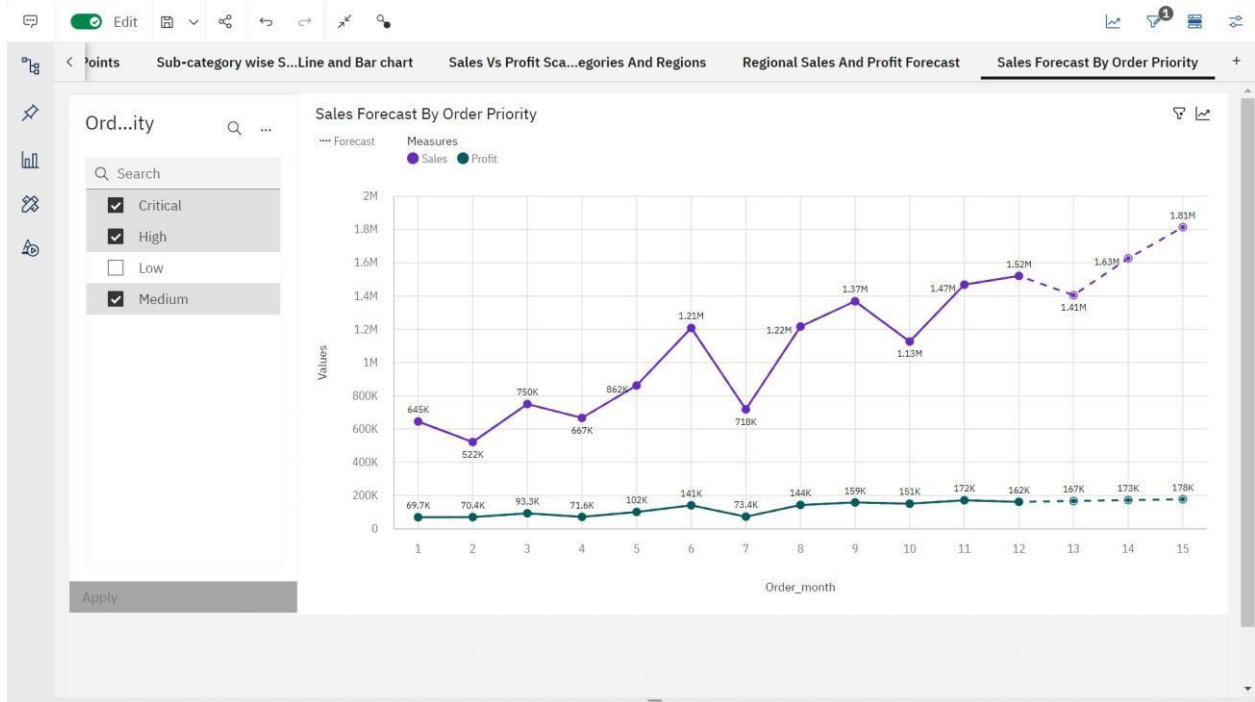 Edit
1
Points Sub-category wise S...Line and Bar chart Sales Vs Profit Sca...egories And Regions Regional Sales And Profit Forecast Sales Forecast By Order Priority +
Ord...ity
Search
Critical
High
Low
Medium
Apply
Sales Forecast By Order Priority
Forecast
Measures
Sales Profit
Values
2M
1.8M
1.6M
1.4M
1.2M
1M
800K
600K
400K
200K
0
645K 522K 750K 667K 862K 1.21M 718K 1.22M 1.37M 1.13M 1.47M 1.52M 1.41M 1.63M 1.81M
69.7K 70.4K 93.3K 71.6K 102K 141K 73.4K 144K 159K 151K 172K 162K 167K 173K 178K
1 2 3 4 5 6 7 8 9 10 11 12 13 14 15
Order_month